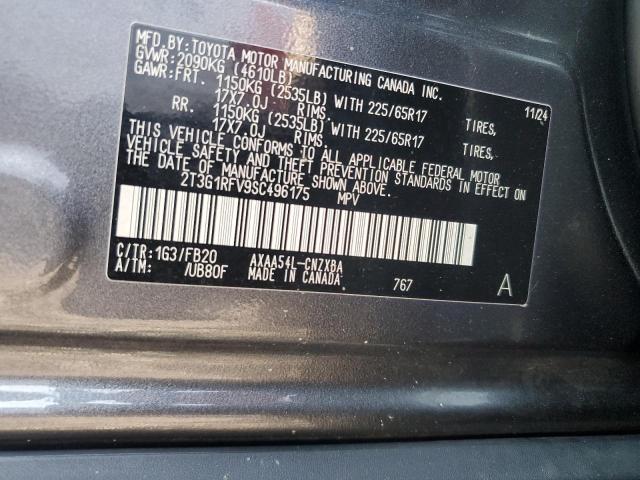 MFD.BY:TOYOTA MOTOR MANUFACTURING CANADA INC.
GVWR:2090KG (4610LB) 11/24
GAWR:FRT. 1150KG (2535LB) WITH 225/65R17 TIRES,
17X7.0J RIMS.
RR. 1150KG (2535LB) WITH 225/65R17 TIRES,
17X7.0J RIMS.
THIS VEHICLE CONFORMS TO ALL APPLICABLE FEDERAL MOTOR
VEHICLE SAFETY AND THEFT PREVENTION STANDARDS IN EFFECT ON
THE DATE OF MANUFACTURE SHOWN ABOVE.
2T3G1RFV9SC496175 MPV
C/TR:1G3/FB20 AXAA54L-CNZXBA
A/TM: /UB80F MADE IN CANADA. 767 A